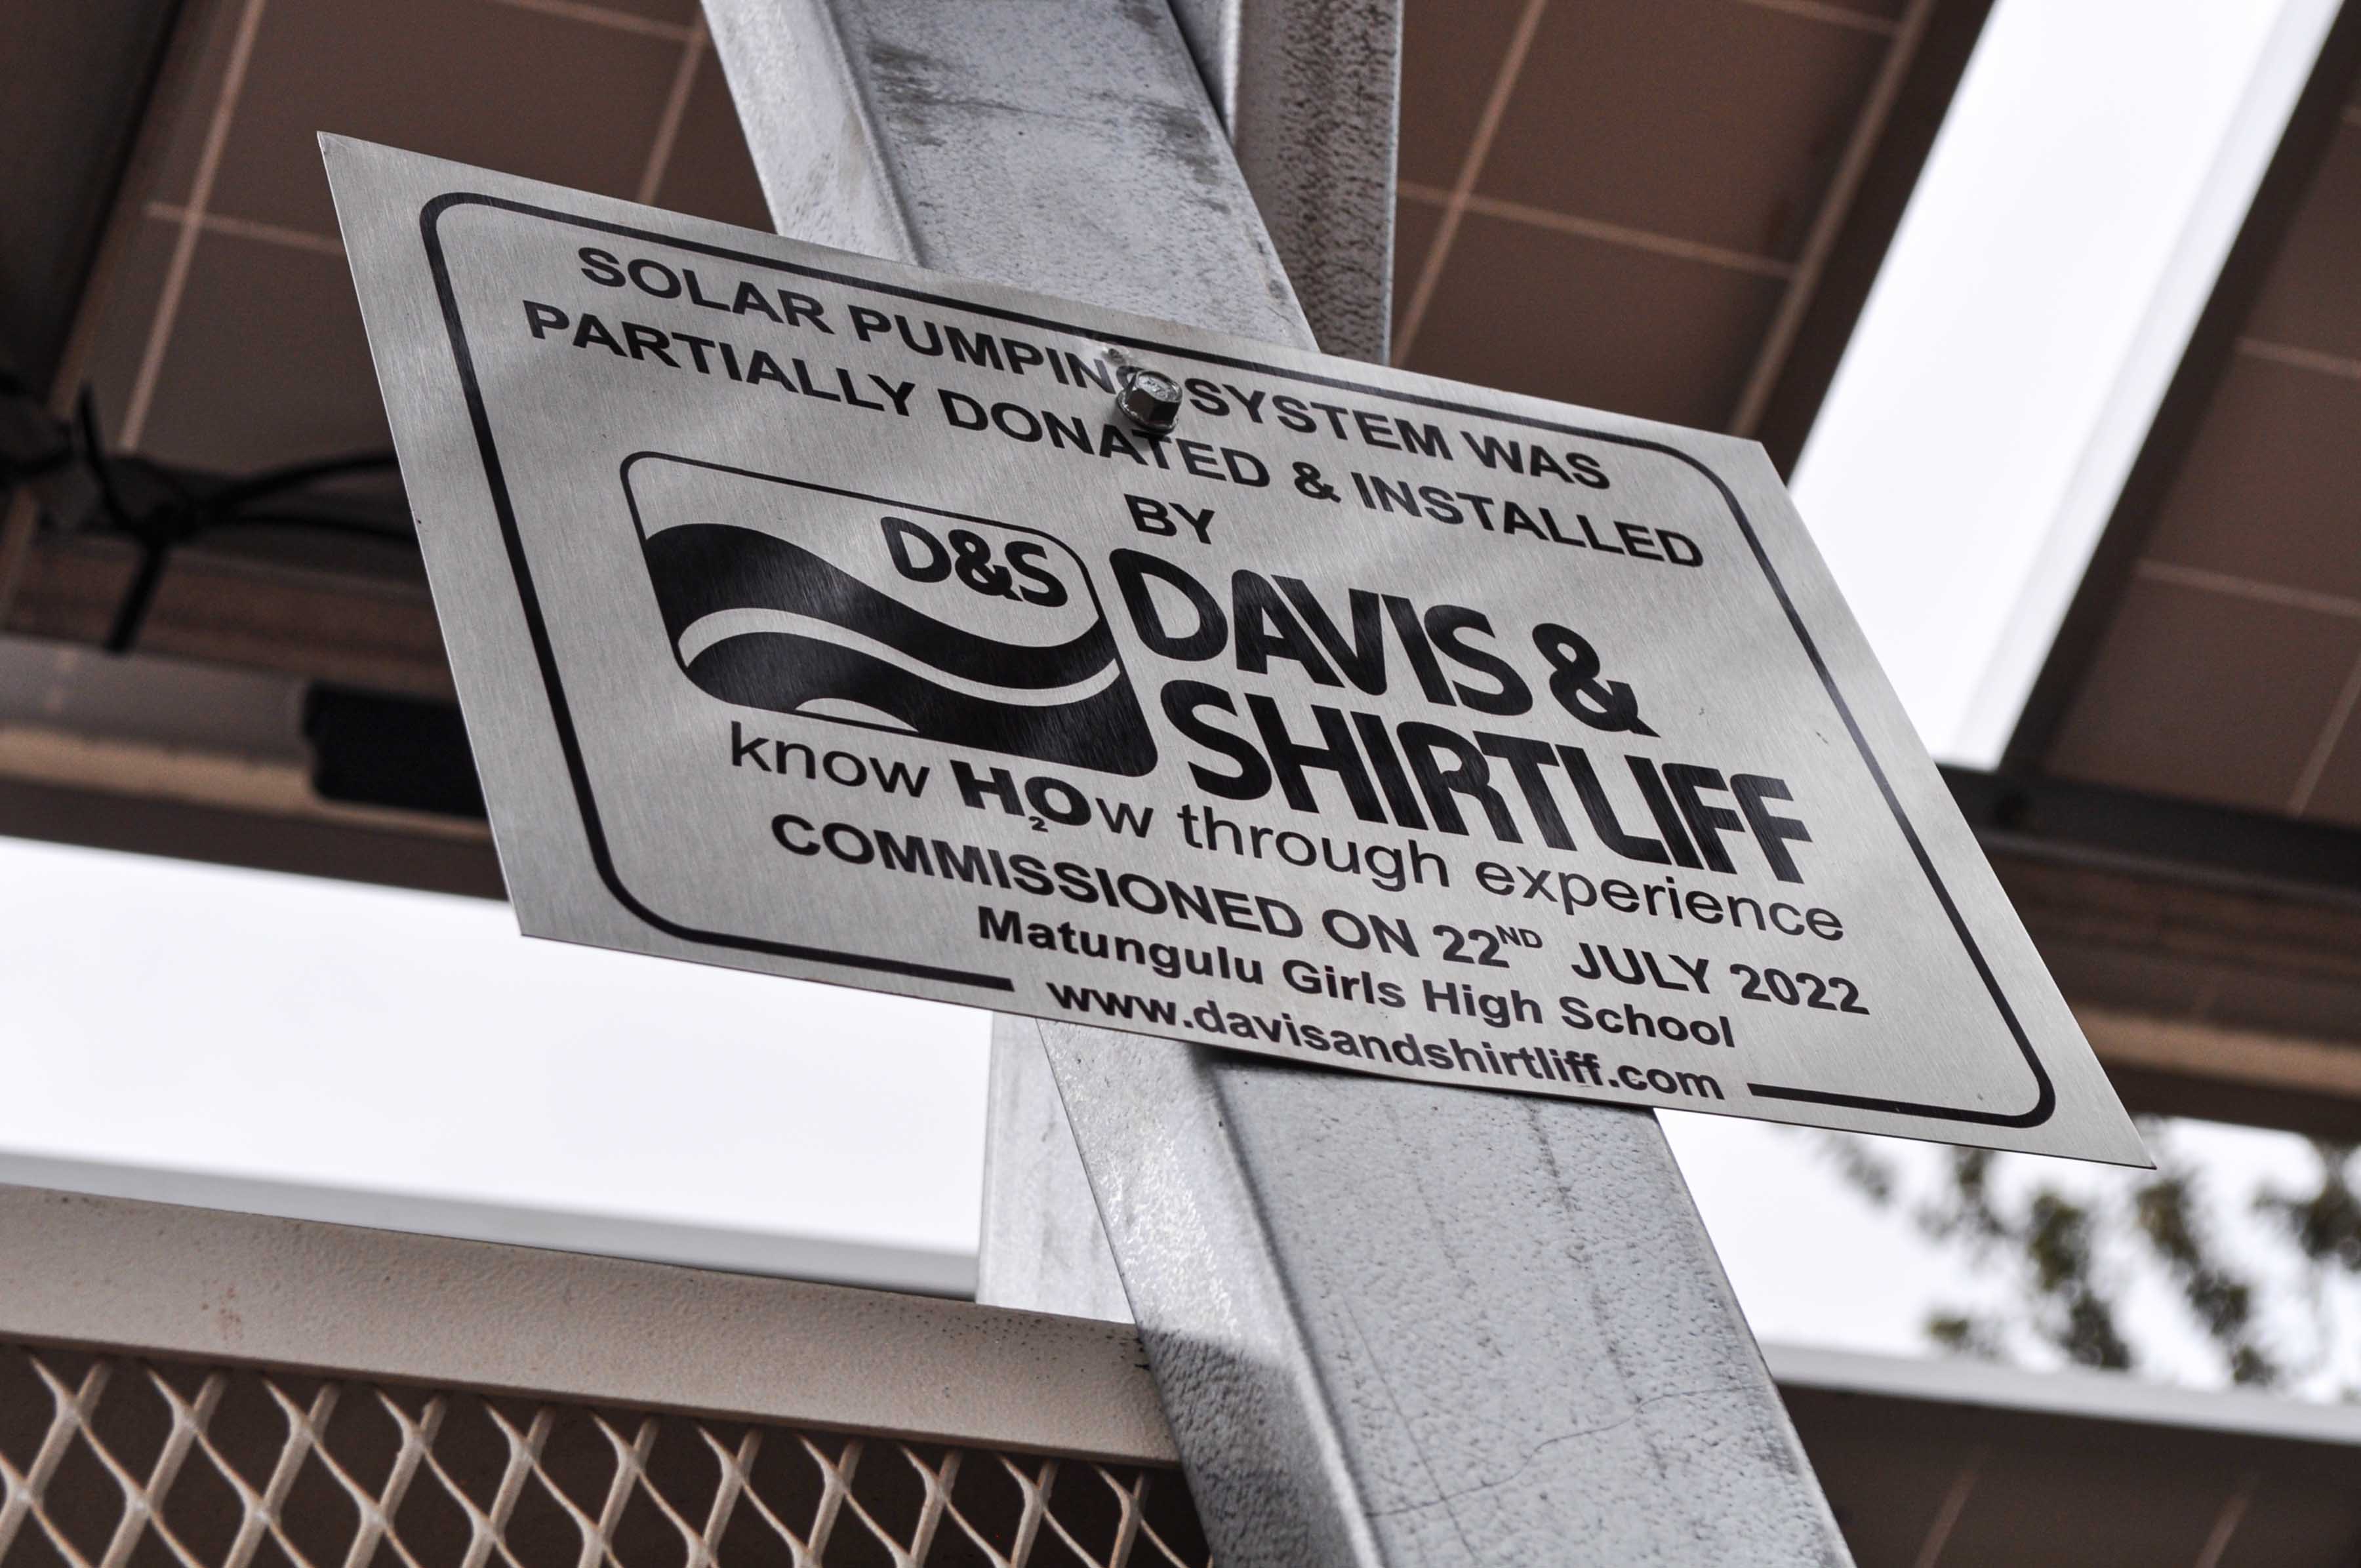 SOLAR PUMPING SYSTEM WAS
PARTIALLY DONATED & INSTALLED
BY
D&S
DAVIS &
SHIRTLIFF
know H₂Ow through experience
COMMISSIONED ON 22ND JULY 2022
Matungulu Girls High School
www.davisandshirtliff.com